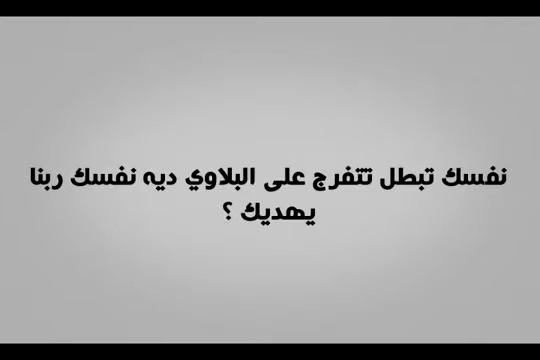 نفسك تبطل تتفرج على البلاوي ديه نفسك ربنا
يهديك ؟